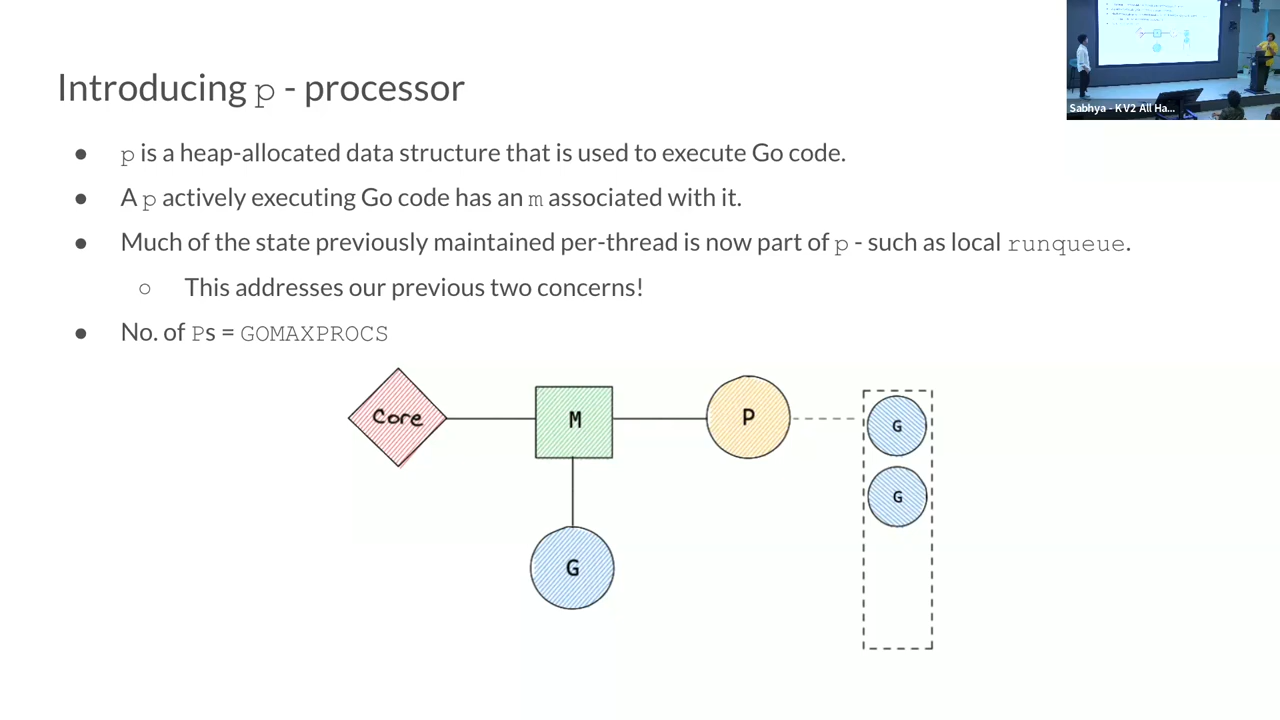 Introducing p - processor
● p is a heap-allocated data structure that is used to execute Go code.
● A p actively executing Go code has an m associated with it.
● Much of the state previously maintained per-thread is now part of p - such as local runqueue.
○ This addresses our previous two concerns!
● No. of Ps = GOMAXPROCS
Core
M
P
G
G
G
Sabhya - KV2 All Ha...